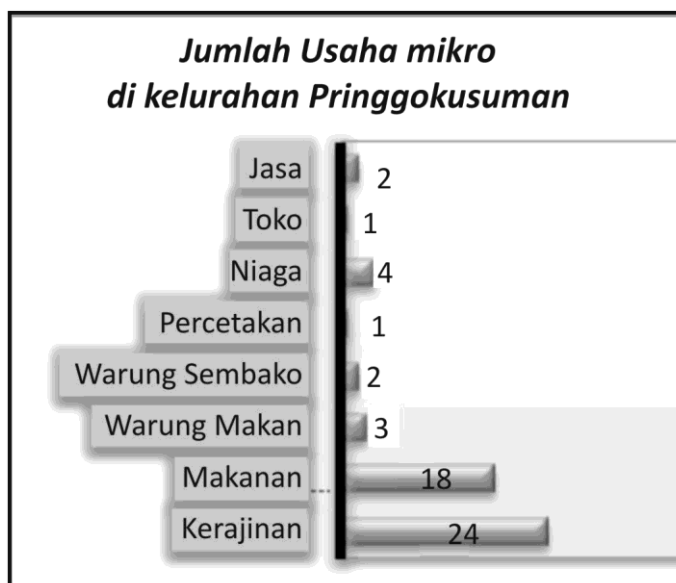 Jumlah Usaha mikro
di kelurahan Pringgokusuman
Jasa 2
Toko 1
Niaga 4
Percetakan 1
Warung Sembako 2
Warung Makan 3
Makanan 18
Kerajinan 24